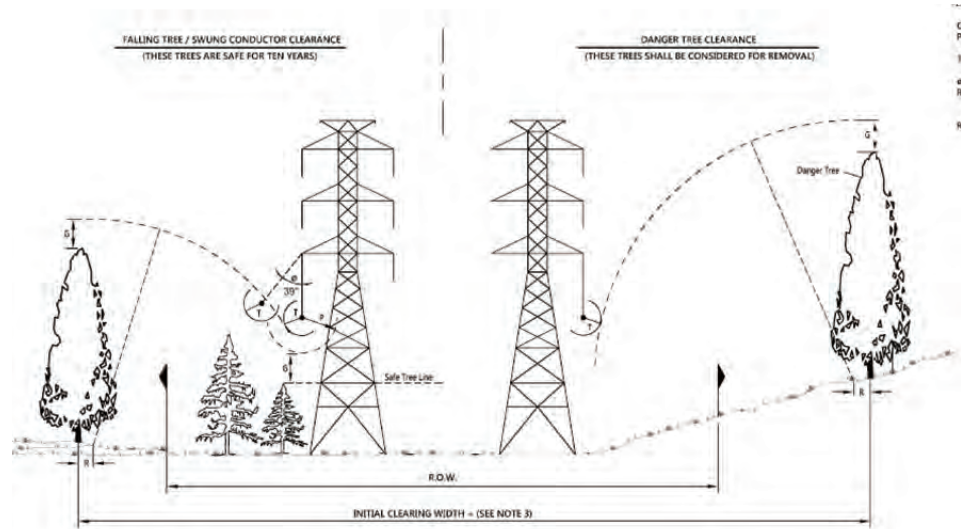 FALLING TREE / SWUNG CONDUCTOR CLEARANCE
(THESE TREES ARE SAFE FOR TEN YEARS)
DANGER TREE CLEARANCE
(THESE TREES SHALL BE CONSIDERED FOR REMOVAL)
G
Danger Tree
G
39°
T
T
P
T
G
Safe Tree Line
R
R
R.O.W.
INITIAL CLEARING WIDTH = (SEE NOTE 3)